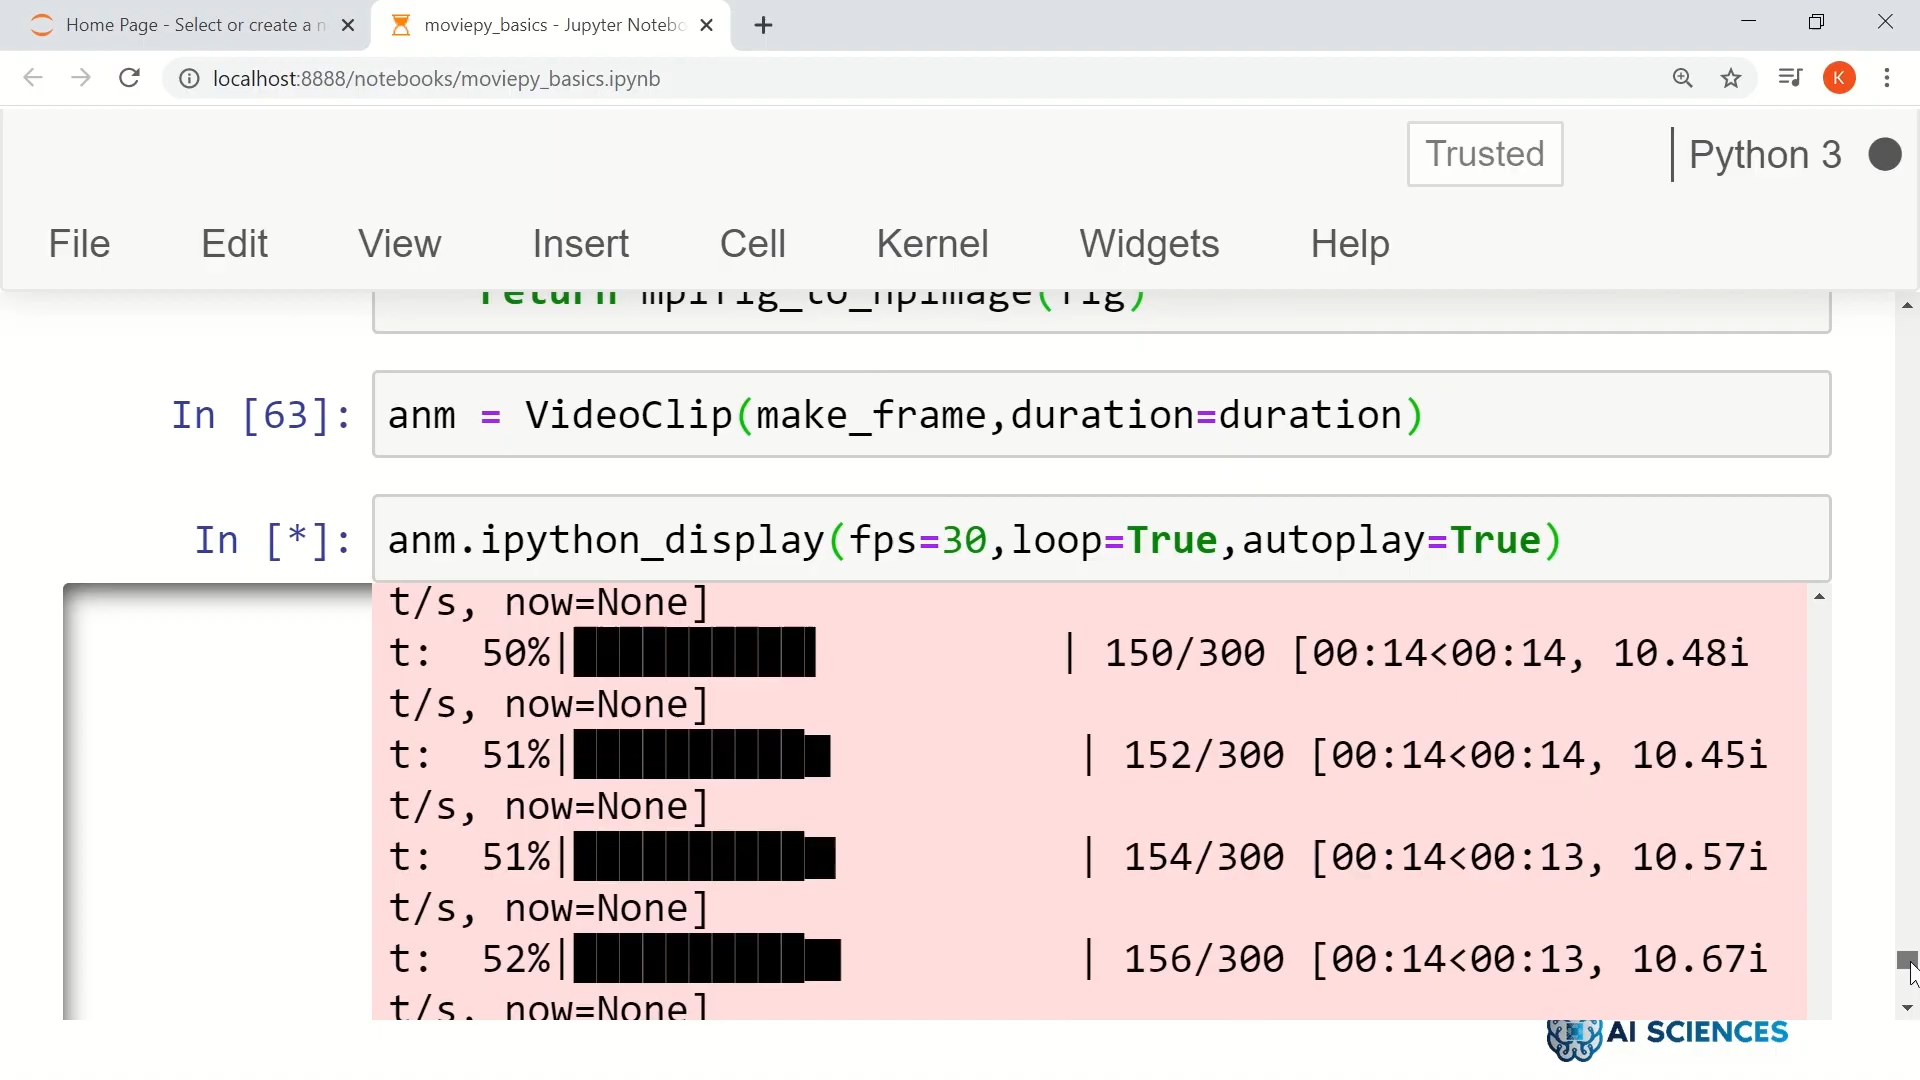 Home Page - Select or create a n
moviepy_basics - Jupyter Notebo
localhost:8888/notebooks/moviepy_basics.ipynb
K
Trusted
Python 3
File Edit View Insert Cell Kernel Widgets Help
return mplfig_to_npimage(fig)
In [63]: anm = VideoClip(make_frame,duration=duration)
In [*]: anm.ipython_display(fps=30,loop=True,autoplay=True)
t/s, now=None]
t:  50%|██████████▌          | 150/300 [00:14<00:14, 10.48i
t/s, now=None]
t:  51%|███████████          | 152/300 [00:14<00:14, 10.45i
t/s, now=None]
t:  51%|███████████          | 154/300 [00:14<00:13, 10.57i
t/s, now=None]
t:  52%|███████████          | 156/300 [00:14<00:13, 10.67i
t/s, now=None]
AI SCIENCES